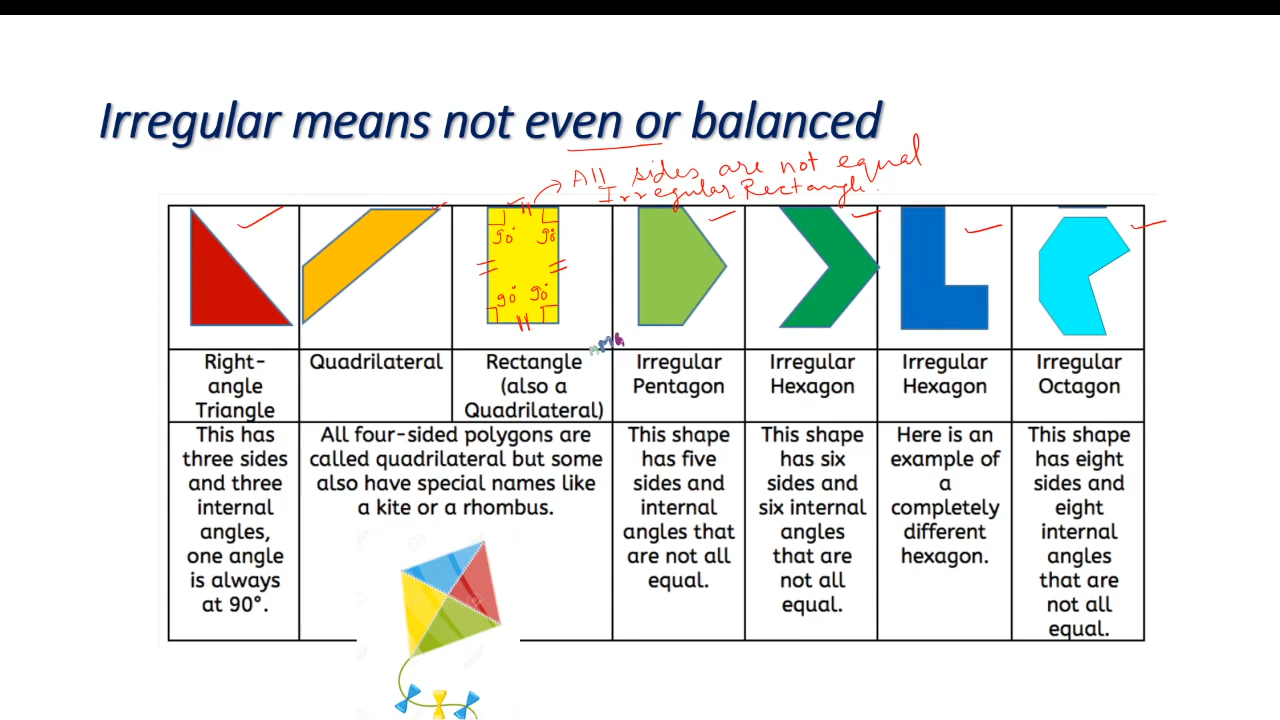 Irregular means not even or balanced
All sides are not equal
Irregular Rectangle.
90° 90°
90° 90°
Right-
angle
Triangle
Quadrilateral
Rectangle
(also a
Quadrilateral)
Irregular
Pentagon
Irregular
Hexagon
Irregular
Hexagon
Irregular
Octagon
This has
three sides
and three
internal
angles,
one angle
is always
at 90°.
All four-sided polygons are
called quadrilateral but some
also have special names like
a kite or a rhombus.
This shape
has five
sides and
internal
angles that
are not all
equal.
This shape
has six
sides and
six internal
angles
that are
not all
equal.
Here is an
example of
a
completely
different
hexagon.
This shape
has eight
sides and
eight
internal
angles
that are
not all
equal.